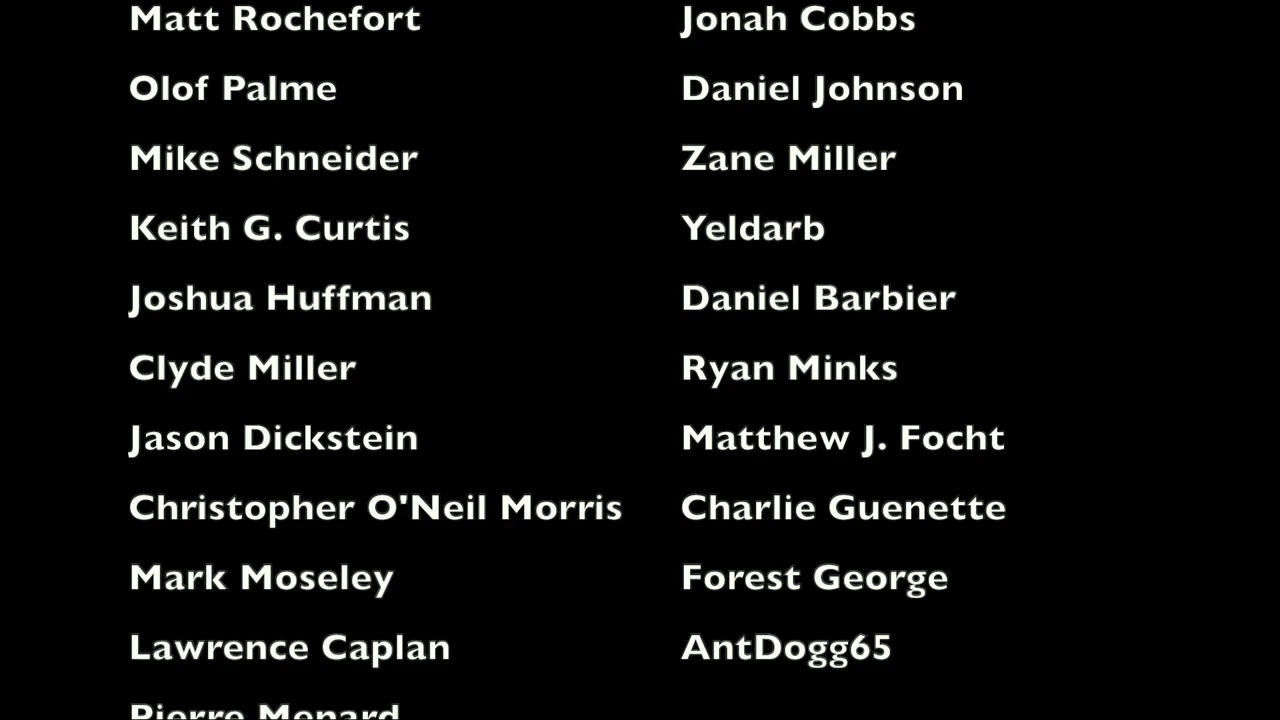 Matt Rochefort
Olof Palme
Mike Schneider
Keith G. Curtis
Joshua Huffman
Clyde Miller
Jason Dickstein
Christopher O'Neil Morris
Mark Moseley
Lawrence Caplan
Pierre Menard
Jonah Cobbs
Daniel Johnson
Zane Miller
Yeldarb
Daniel Barbier
Ryan Minks
Matthew J. Focht
Charlie Guenette
Forest George
AntDogg65